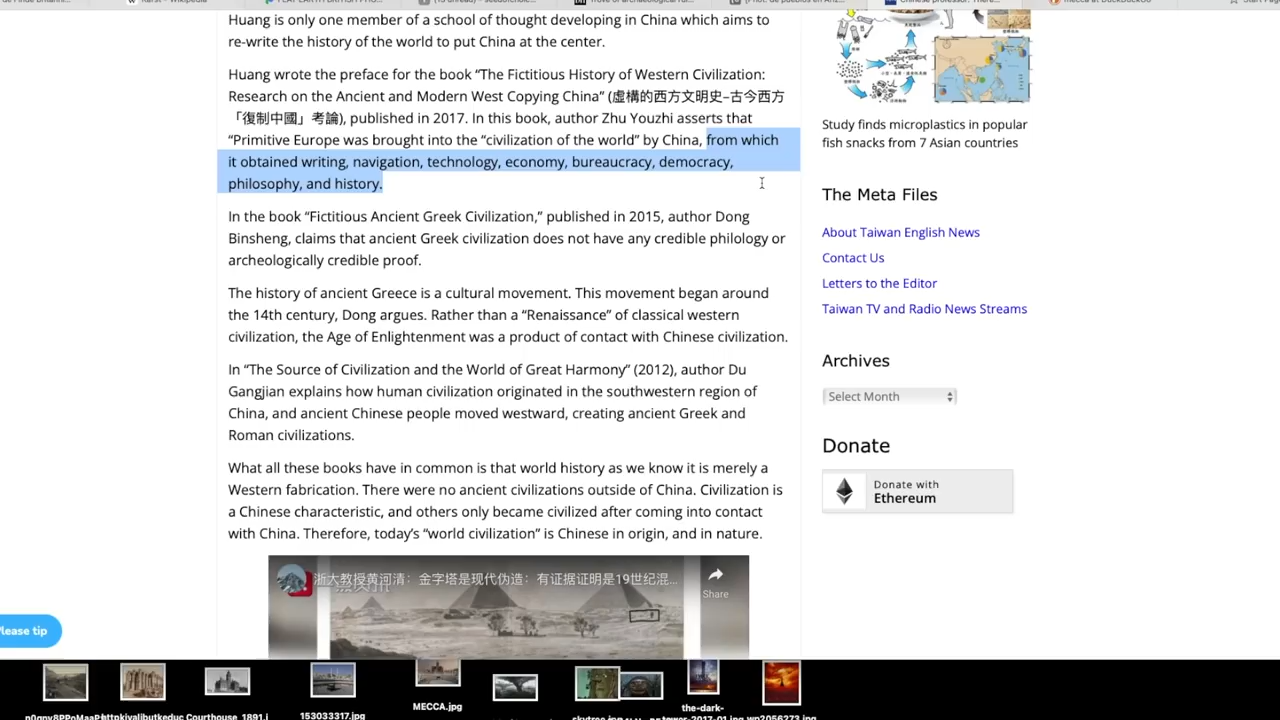 Huang is only one member of a school of thought developing in China which aims to
re-write the history of the world to put China at the center.
Huang wrote the preface for the book “The Fictitious History of Western Civilization:
Research on the Ancient and Modern West Copying China” (虛構的西方文明史–古今西方
「復制中國」考論), published in 2017. In this book, author Zhu Youzhi asserts that
“Primitive Europe was brought into the “civilization of the world” by China, from which
it obtained writing, navigation, technology, economy, bureaucracy, democracy,
philosophy, and history.
In the book “Fictitious Ancient Greek Civilization,” published in 2015, author Dong
Binsheng, claims that ancient Greek civilization does not have any credible philology or
archeologically credible proof.
The history of ancient Greece is a cultural movement. This movement began around
the 14th century, Dong argues. Rather than a “Renaissance” of classical western
civilization, the Age of Enlightenment was a product of contact with Chinese civilization.
In “The Source of Civilization and the World of Great Harmony” (2012), author Du
Gangjian explains how human civilization originated in the southwestern region of
China, and ancient Chinese people moved westward, creating ancient Greek and
Roman civilizations.
What all these books have in common is that world history as we know it is merely a
Western fabrication. There were no ancient civilizations outside of China. Civilization is
a Chinese characteristic, and others only became civilized after coming into contact
with China. Therefore, today’s “world civilization” is Chinese in origin, and in nature.
浙大教授黄河清：金字塔是现代伪造：有证据证明是19世纪混...
Share
Study finds microplastics in popular
fish snacks from 7 Asian countries
The Meta Files
About Taiwan English News
Contact Us
Letters to the Editor
Taiwan TV and Radio News Streams
Archives
Select Month
Donate
Donate with
Ethereum
Please tip
Courthouse_1891.j
153033317.jpg
MECCA.jpg
the-dark-